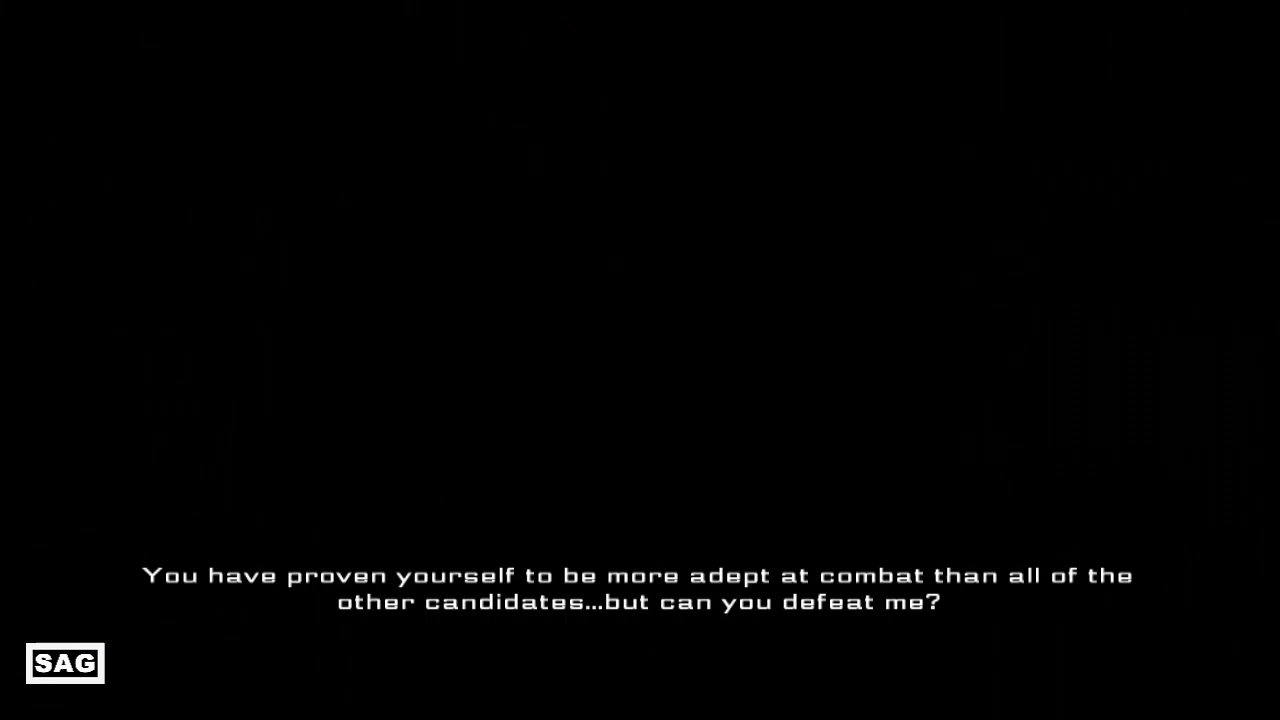 You have proven yourself to be more adept at combat than all of the
other candidates...but can you defeat me?
SAG